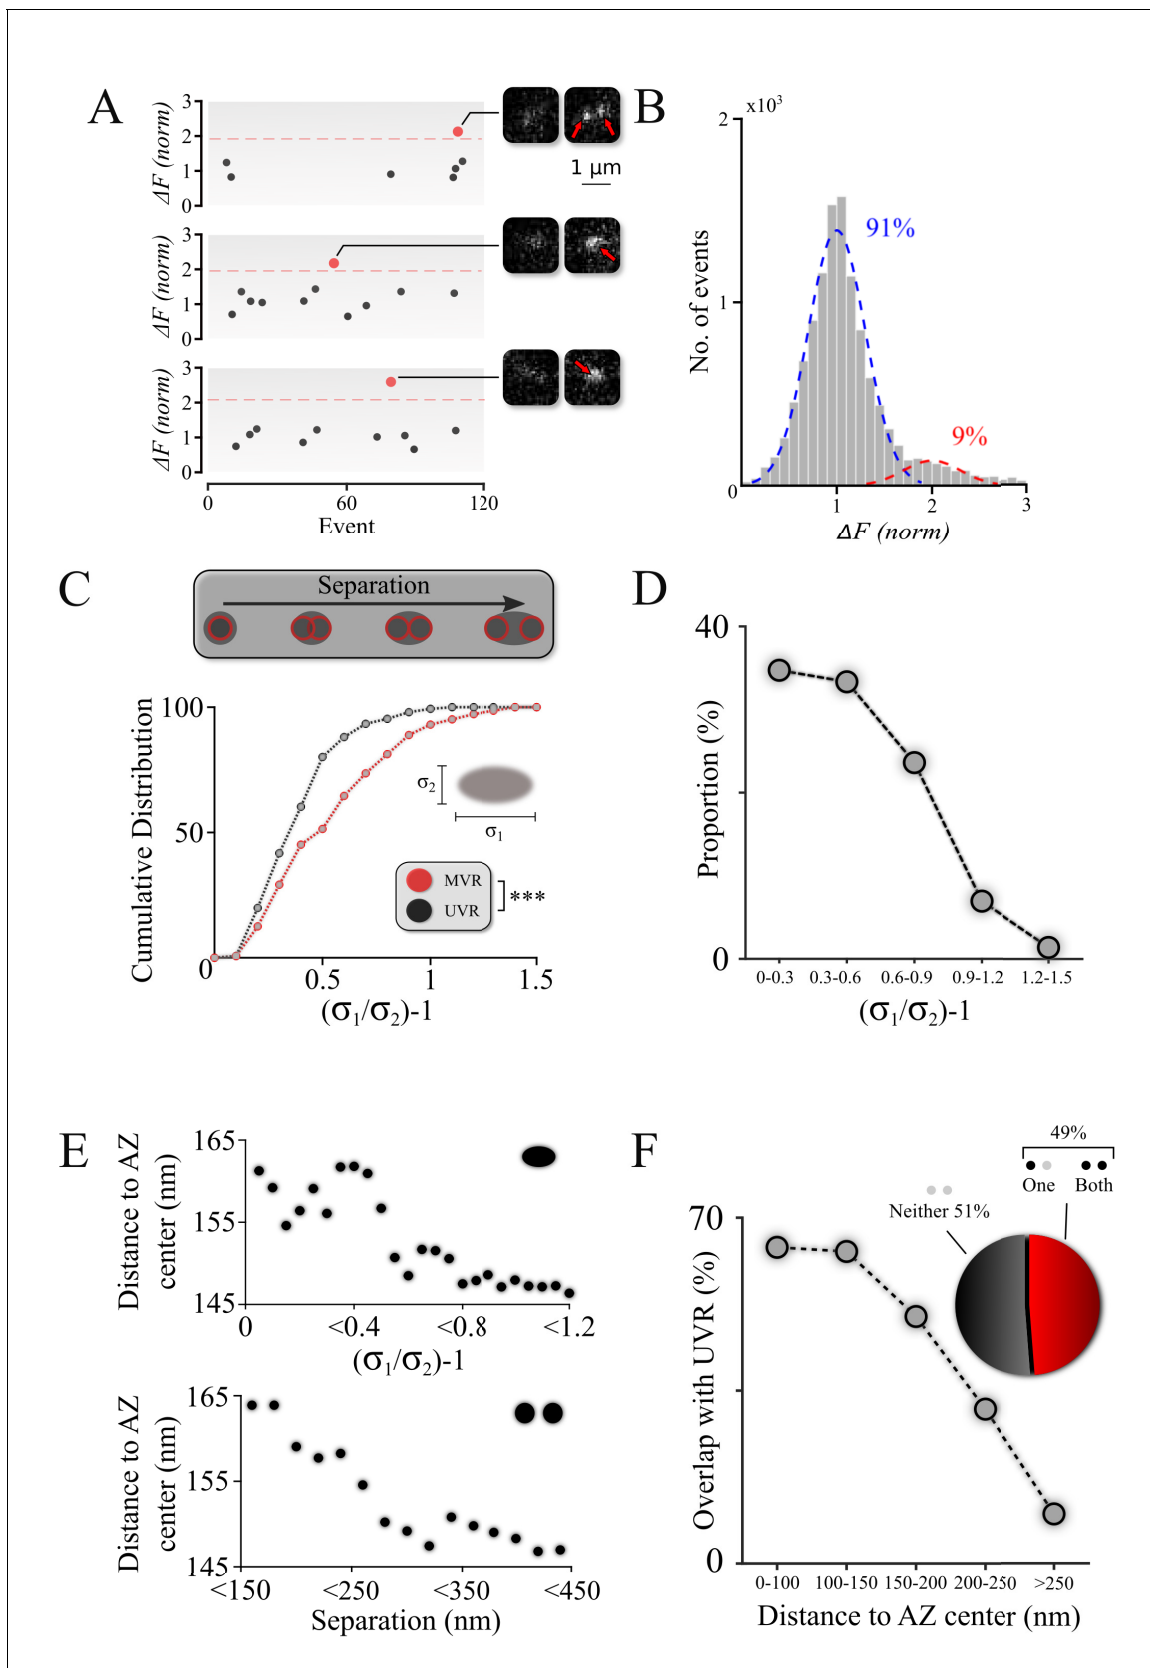 A
3
2
1
0
ΔF (norm)
3
2
1
0
ΔF (norm)
3
2
1
0
ΔF (norm)
0
60
120
Event
1 µm
B
x10³
2
1
0
No. of events
91%
9%
1
2
3
ΔF (norm)
C
Separation
100
50
0
Cumulative Distribution
σ₂
σ₁
MVR
UVR
***
0.5
1
1.5
(σ₁/σ₂)-1
D
40
0
Proportion (%)
0-0.3
0.3-0.6
0.6-0.9
0.9-1.2
1.2-1.5
(σ₁/σ₂)-1
E
165
155
145
Distance to AZ
center (nm)
0
<0.4
<0.8
<1.2
(σ₁/σ₂)-1
165
155
145
Distance to AZ
center (nm)
<150
<250
<350
<450
Separation (nm)
F
49%
One
Both
Neither 51%
70
0
Overlap with UVR (%)
0-100
100-150
150-200
200-250
>250
Distance to AZ center (nm)